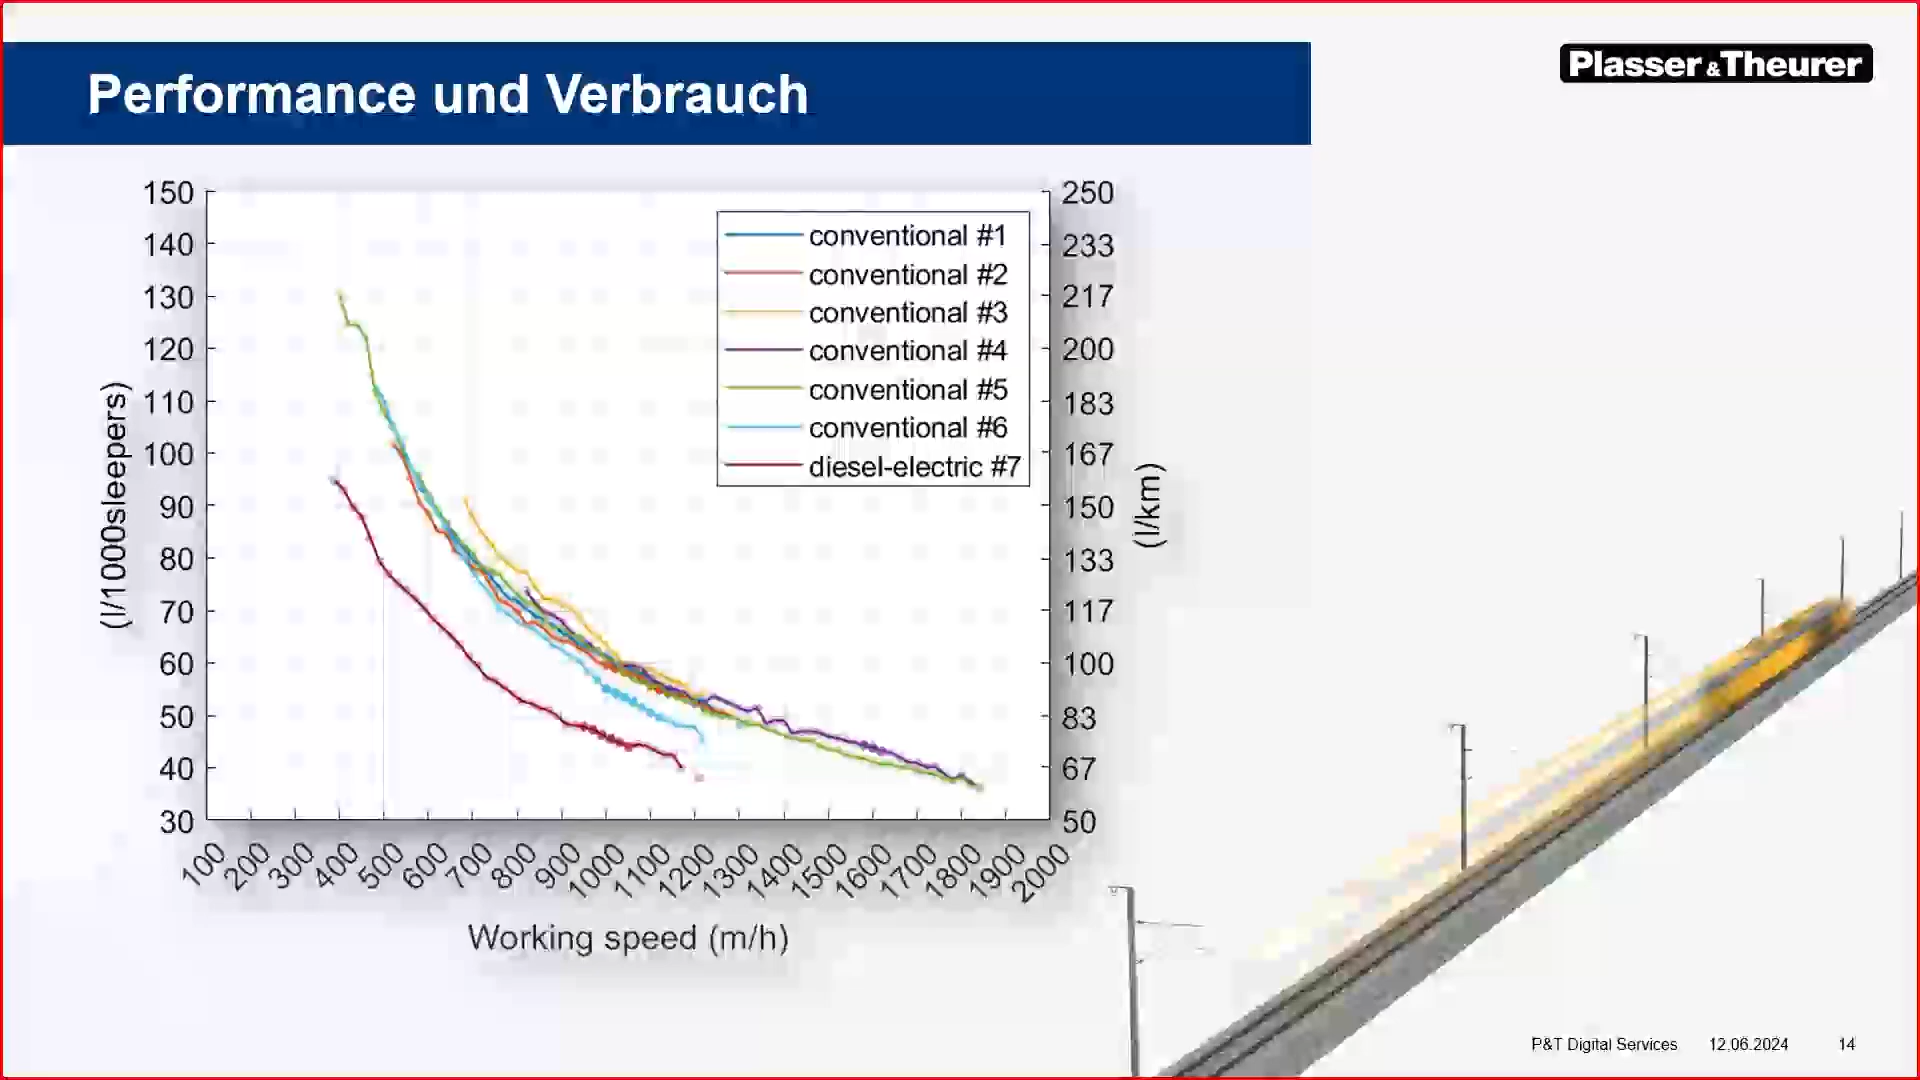 Performance und Verbrauch
Plasser &Theurer
150
140
130
120
110
100
90
80
70
60
50
40
30
(l/1000sleepers)
250
233
217
200
183
167
150
133
117
100
83
67
50
(l/km)
conventional #1
conventional #2
conventional #3
conventional #4
conventional #5
conventional #6
diesel-electric #7
100 200 300 400 500 600 700 800 900 1000 1100 1200 1300 1400 1500 1600 1700 1800 1900 2000
Working speed (m/h)
P&T Digital Services 12.06.2024 14